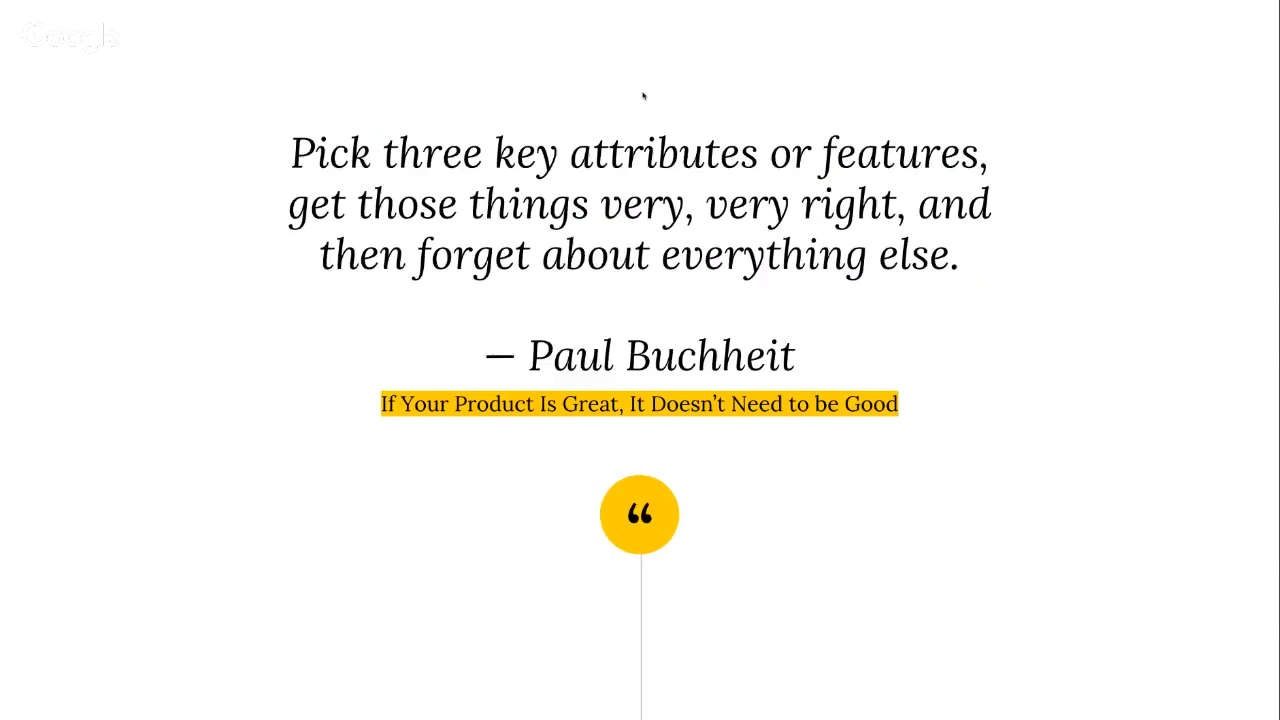 Google
Pick three key attributes or features,
get those things very, very right, and
then forget about everything else.
— Paul Buchheit
If Your Product Is Great, It Doesn’t Need to be Good
“